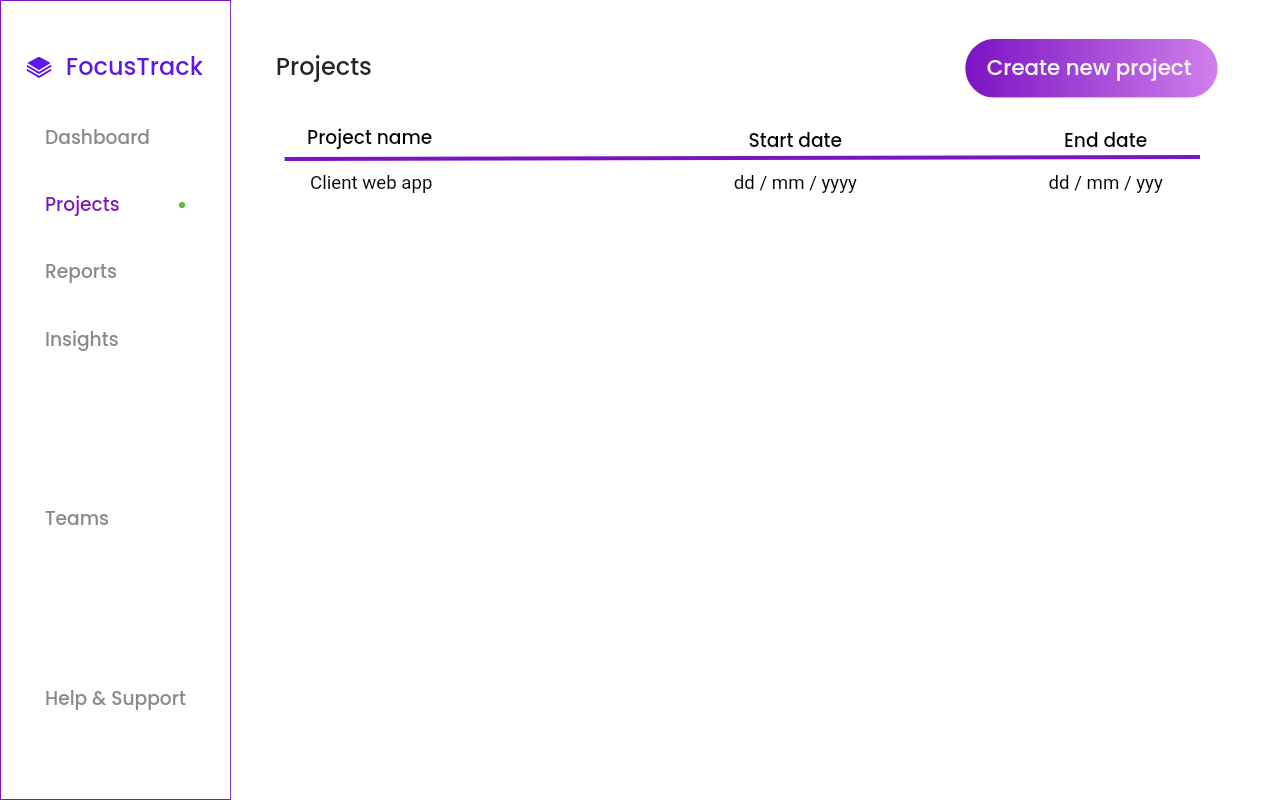 FocusTrack
Dashboard
Projects
Reports
Insights
Teams
Help & Support
Projects
Create new project
Project name Start date End date
Client web app dd / mm / yyyy dd / mm / yyy